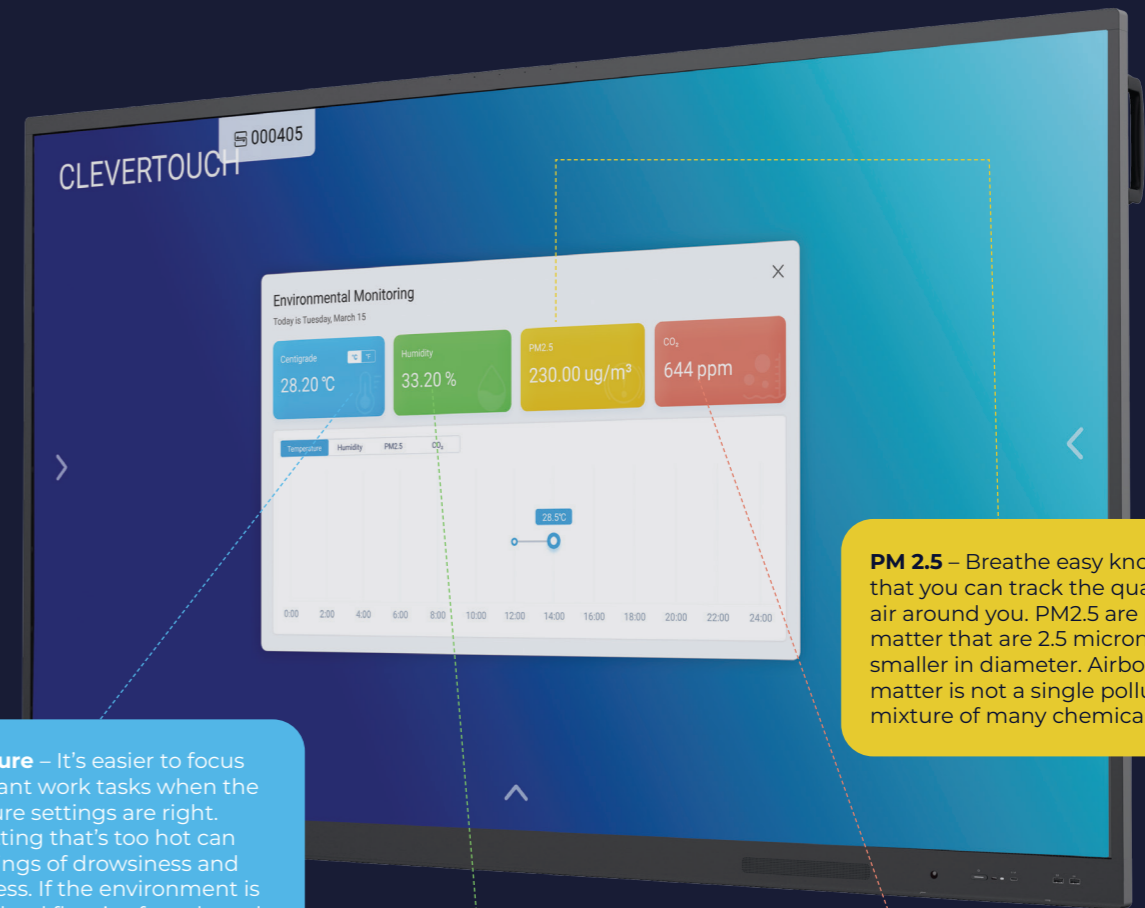 000405
CLEVERTOUCH
Environmental Monitoring
Today is Tuesday, March 15
Centigrade
°C °F
28.20 °C
Humidity
33.20 %
PM2.5
230.00 ug/m³
CO₂
644 ppm
Temperature Humidity PM2.5 CO₂
28.5°C
0:00 2:00 4:00 6:00 8:00 10:00 12:00 14:00 16:00 18:00 20:00 22:00 24:00
PM 2.5 – Breathe easy kno
that you can track the qua
air around you. PM2.5 are
matter that are 2.5 micron
smaller in diameter. Airbo
matter is not a single pollu
mixture of many chemica
ure – It's easier to focus
ant work tasks when the
ure settings are right.
ting that's too hot can
ings of drowsiness and
ess. If the environment is